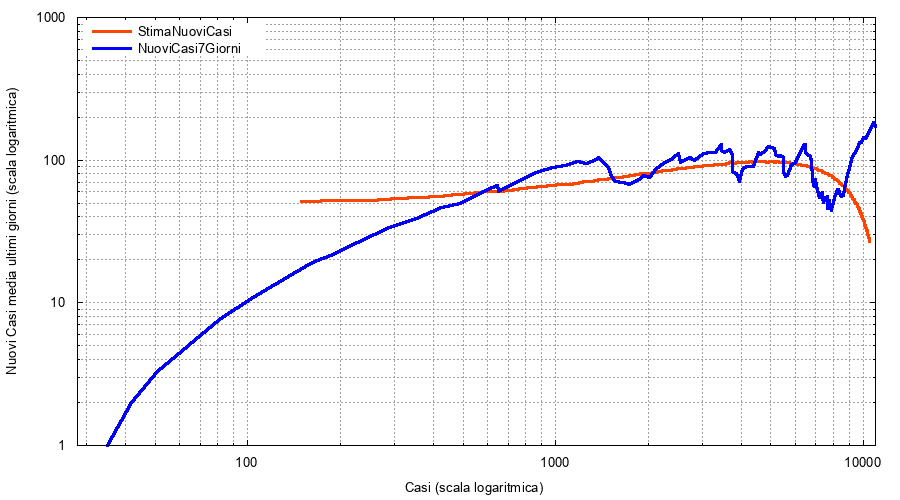 1000
StimaNuoviCasi
NuoviCasi7Giorni
100
10
1
Nuovi Casi media ultimi giorni (scala logaritmica)
100
1000
10000
Casi (scala logaritmica)